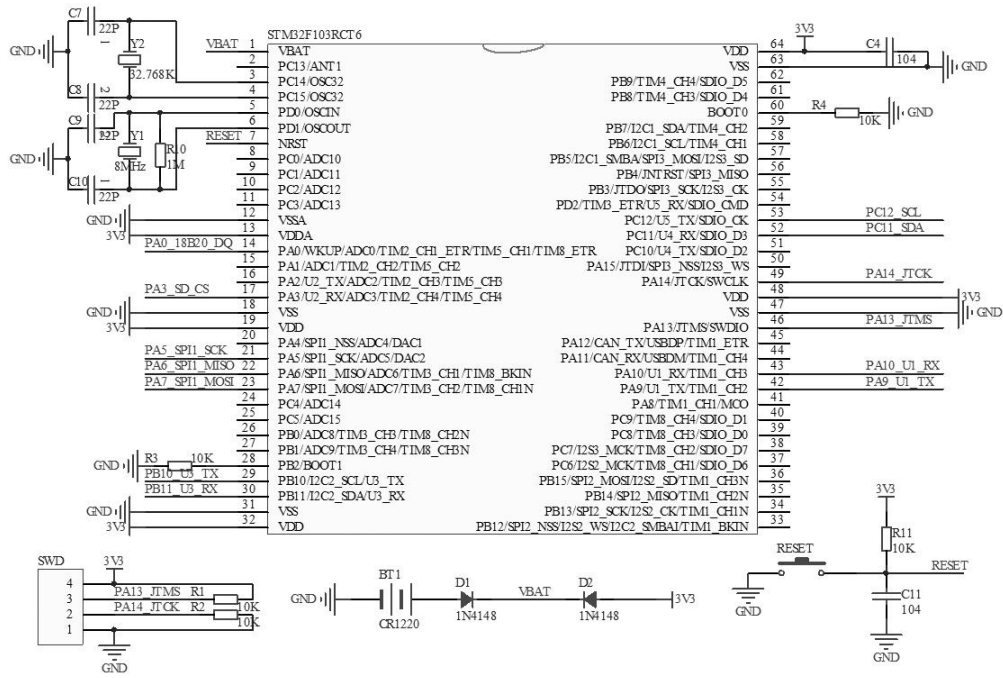 STM32F103RCT6
C7
22P
1
GND
Y2
32.768K
C8
2
22P
C9
22P
GND
Y1
8MHz
R10
1M
C10
1
22P
VBAT 1 VBAT
2 PC13/ANT1
3 PC14/OSC32
4 PC15/OSC32
5 PD0/OSCIN
6 PD1/OSCOUT
RESET 7 NRST
8 PC0/ADC10
9 PC1/ADC11
10 PC2/ADC12
11 PC3/ADC13
GND 12 VSSA
3V3 13 VDDA
PA0_18B20_DQ 14 PA0/WKUP/ADC0/TIM2_CH1_ETR/TIM5_CH1/TIM8_ETR
15 PA1/ADC1/TIM2_CH2/TIM5_CH2
16 PA2/U2_TX/ADC2/TIM2_CH3/TIM5_CH3
PA3_SD_CS 17 PA3/U2_RX/ADC3/TIM2_CH4/TIM5_CH4
GND 18 VSS
3V3 19 VDD
20 PA4/SPI1_NSS/ADC4/DAC1
PA5_SPI1_SCK 21 PA5/SPI1_SCK/ADC5/DAC2
PA6_SPI1_MISO 22 PA6/SPI1_MISO/ADC6/TIM3_CH1/TIM8_BKIN
PA7_SPI1_MOSI 23 PA7/SPI1_MOSI/ADC7/TIM3_CH2/TIM8_CH1N
24 PC4/ADC14
25 PC5/ADC15
26 PB0/ADC8/TIM3_CH3/TIM8_CH2N
27 PB1/ADC9/TIM3_CH4/TIM8_CH3N
GND R3 10K 28 PB2/BOOT1
PB10_U3_TX 29 PB10/I2C2_SCL/U3_TX
PB11_U3_RX 30 PB11/I2C2_SDA/U3_RX
GND 31 VSS
3V3 32 VDD
3V3
VDD 64 C4
VSS 63 104 GND
PB9/TIM4_CH4/SDIO_D5 62
PB8/TIM4_CH3/SDIO_D4 61
BOOT0 60 R4 10K GND
PB7/I2C1_SDA/TIM4_CH2 59
PB6/I2C1_SCL/TIM4_CH1 58
PB5/I2C1_SMBA/SPI3_MOSI/I2S3_SD 57
PB4/JNTRST/SPI3_MISO 56
PB3/JTDO/SPI3_SCK/I2S3_CK 55
PD2/TIM3_ETR/U5_RX/SDIO_CMD 54
PC12/U5_TX/SDIO_CK 53 PC12_SCL
PC11/U4_RX/SDIO_D3 52 PC11_SDA
PC10/U4_TX/SDIO_D2 51
PA15/JTDI/SPI3_NSS/I2S3_WS 50
PA14/JTCK/SWCLK 49 PA14_JTCK
VDD 48 3V3
VSS 47 GND
PA13/JTMS/SWDIO 46 PA13_JTMS
PA12/CAN_TX/USBDP/TIM1_ETR 45
PA11/CAN_RX/USBDM/TIM1_CH4 44
PA10/U1_RX/TIM1_CH3 43 PA10_U1_RX
PA9/U1_TX/TIM1_CH2 42 PA9_U1_TX
PA8/TIM1_CH1/MCO 41
PC9/TIM8_CH4/SDIO_D1 40
PC8/TIM8_CH3/SDIO_D0 39
PC7/I2S3_MCK/TIM8_CH2/SDIO_D7 38
PC6/I2S2_MCK/TIM8_CH1/SDIO_D6 37
PB15/SPI2_MOSI/I2S2_SD/TIM1_CH3N 36
PB14/SPI2_MISO/TIM1_CH2N 35
PB13/SPI2_SCK/I2S2_CK/TIM1_CH1N 34
PB12/SPI2_NSS/I2S2_WS/I2C2_SMBAI/TIM1_BKIN 33
SWD
3V3
4
3 PA13_JTMS R1 10K
2 PA14_JTCK R2 10K
1
GND
GND BT1 D1 VBAT D2 3V3
CR1220 1N4148 1N4148
3V3
R11
10K
RESET
RESET
GND
C11
104
GND